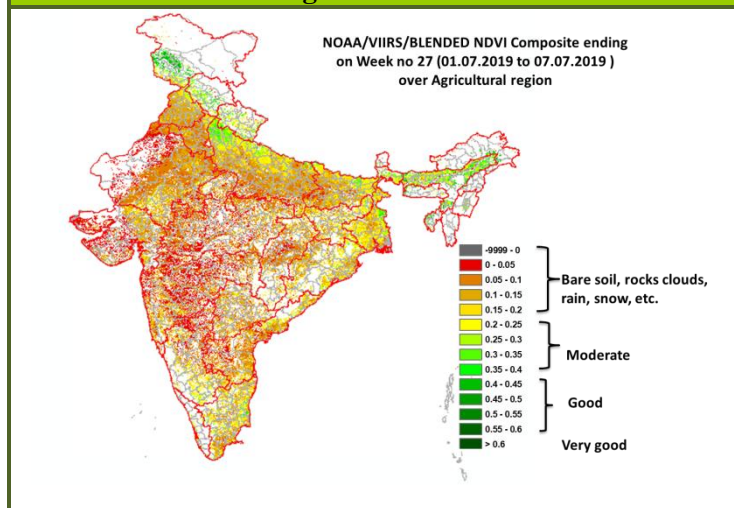 NOAA/VIIRS/BLENDED NDVI Composite ending
on Week no 27 (01.07.2019 to 07.07.2019 )
over Agricultural region
-9999 - 0
0 - 0.05
0.05 - 0.1
0.1 - 0.15
0.15 - 0.2
0.2 - 0.25
0.25 - 0.3
0.3 - 0.35
0.35 - 0.4
0.4 - 0.45
0.45 - 0.5
0.5 - 0.55
0.55 - 0.6
> 0.6
Bare soil, rocks clouds,
rain, snow, etc.
Moderate
Good
Very good